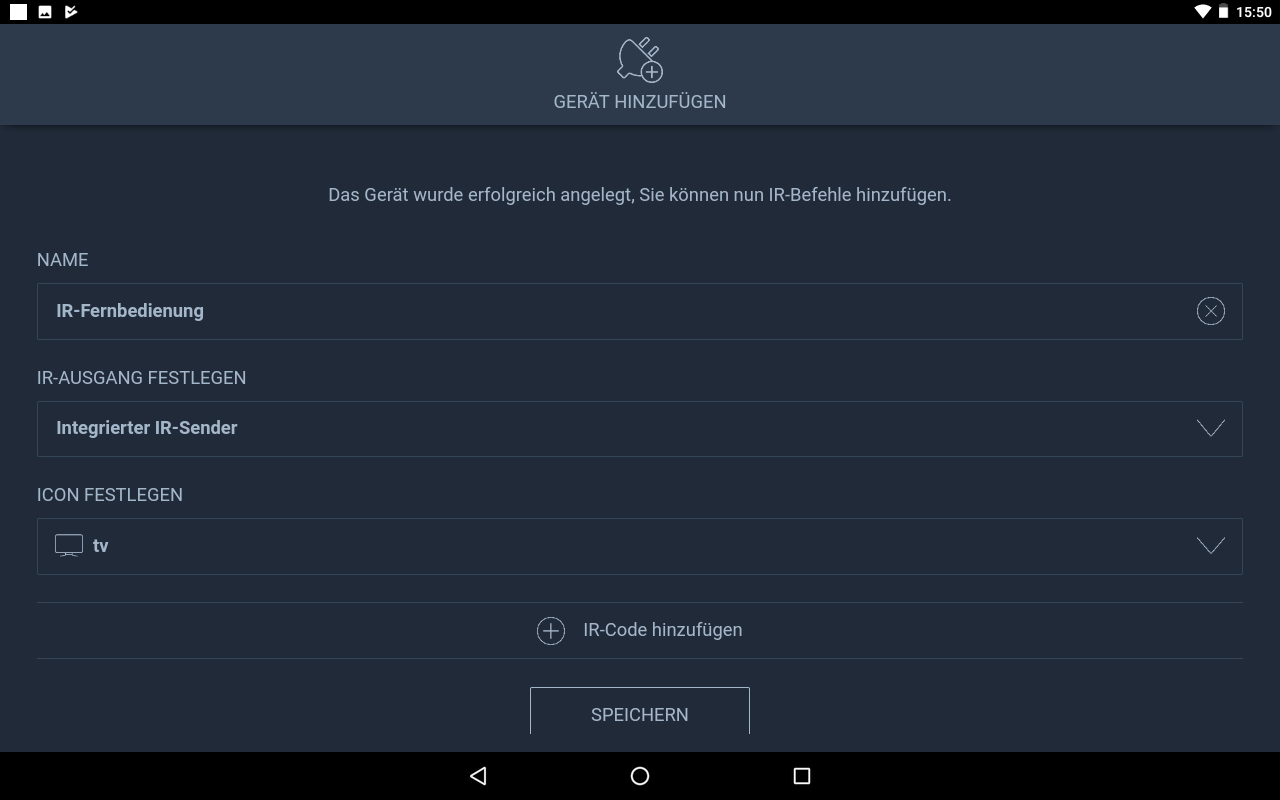 15:50
GERÄT HINZUFÜGEN
Das Gerät wurde erfolgreich angelegt, Sie können nun IR-Befehle hinzufügen.
NAME
IR-Fernbedienung
IR-AUSGANG FESTLEGEN
Integrierter IR-Sender
ICON FESTLEGEN
tv
IR-Code hinzufügen
SPEICHERN